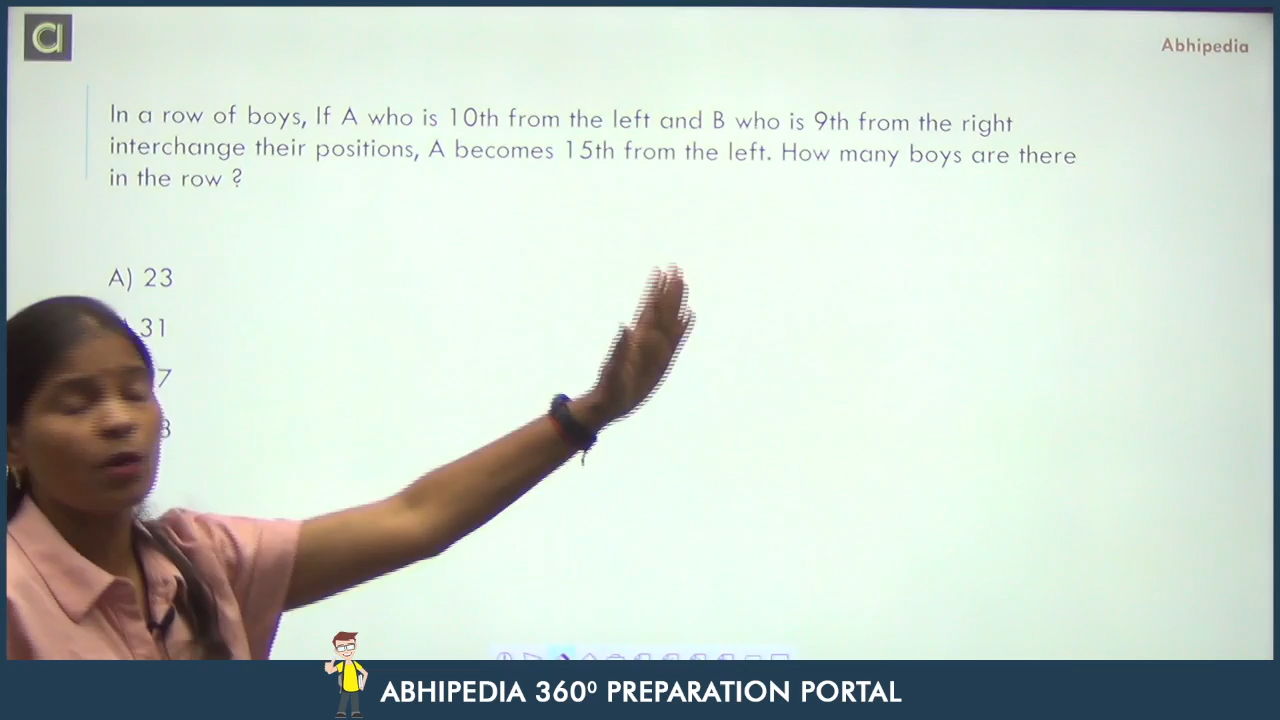 Abhipedia
In a row of boys, If A who is 10th from the left and B who is 9th from the right
interchange their positions, A becomes 15th from the left. How many boys are there
in the row ?
A) 23
31
ABHIPEDIA 360⁰ PREPARATION PORTAL